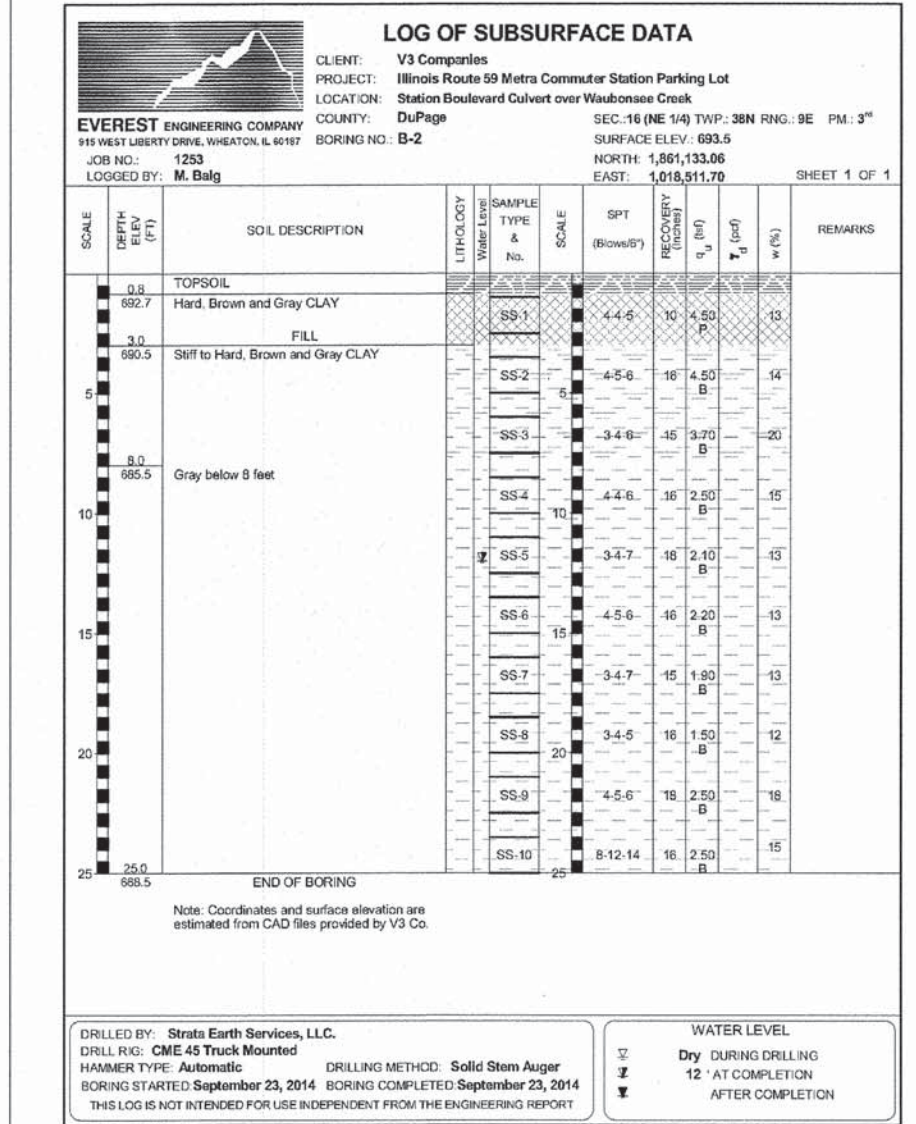 LOG OF SUBSURFACE DATA
CLIENT: V3 Companies
PROJECT: Illinois Route 59 Metra Commuter Station Parking Lot
LOCATION: Station Boulevard Culvert over Waubonsee Creek
COUNTY: DuPage SEC.:16 (NE 1/4) TWP.: 38N RNG.: 9E PM.: 3rd
EVEREST ENGINEERING COMPANY
915 WEST LIBERTY DRIVE, WHEATON, IL 60187
BORING NO.: B-2 SURFACE ELEV.: 693.5
JOB NO.: 1253 NORTH: 1,861,133.06
LOGGED BY: M. Balg EAST: 1,018,511.70 SHEET 1 OF 1
SCALE DEPTH ELEV (FT) SOIL DESCRIPTION LITHOLOGY Water Level SAMPLE TYPE & No. SCALE SPT (Blows/6") RECOVERY (Inches) qu (tsf) γd (pcf) w (%) REMARKS
0.8 TOPSOIL
692.7 Hard, Brown and Gray CLAY
SS-1 4-4-5 10 4.50 P 13
3.0 FILL
690.5 Stiff to Hard, Brown and Gray CLAY
SS-2 4-5-6 16 4.50 B 14
5 5
SS-3 3-4-6 15 3.70 B 20
8.0
685.5 Gray below 8 feet
SS-4 4-4-6 16 2.50 B 15
10 10
SS-5 3-4-7 18 2.10 B 13
SS-6 4-5-6 16 2.20 B 13
15 15
SS-7 3-4-7 15 1.90 B 13
SS-8 3-4-5 16 1.50 B 12
20 20
SS-9 4-5-6 18 2.50 B 18
SS-10 8-12-14 16 2.50 B 15
25 25.0 25
668.5 END OF BORING
Note: Coordinates and surface elevation are
estimated from CAD files provided by V3 Co.
DRILLED BY: Strata Earth Services, LLC.
DRILL RIG: CME 45 Truck Mounted
HAMMER TYPE: Automatic DRILLING METHOD: Solid Stem Auger
BORING STARTED: September 23, 2014 BORING COMPLETED: September 23, 2014
THIS LOG IS NOT INTENDED FOR USE INDEPENDENT FROM THE ENGINEERING REPORT
WATER LEVEL
Dry DURING DRILLING
12 ' AT COMPLETION
AFTER COMPLETION